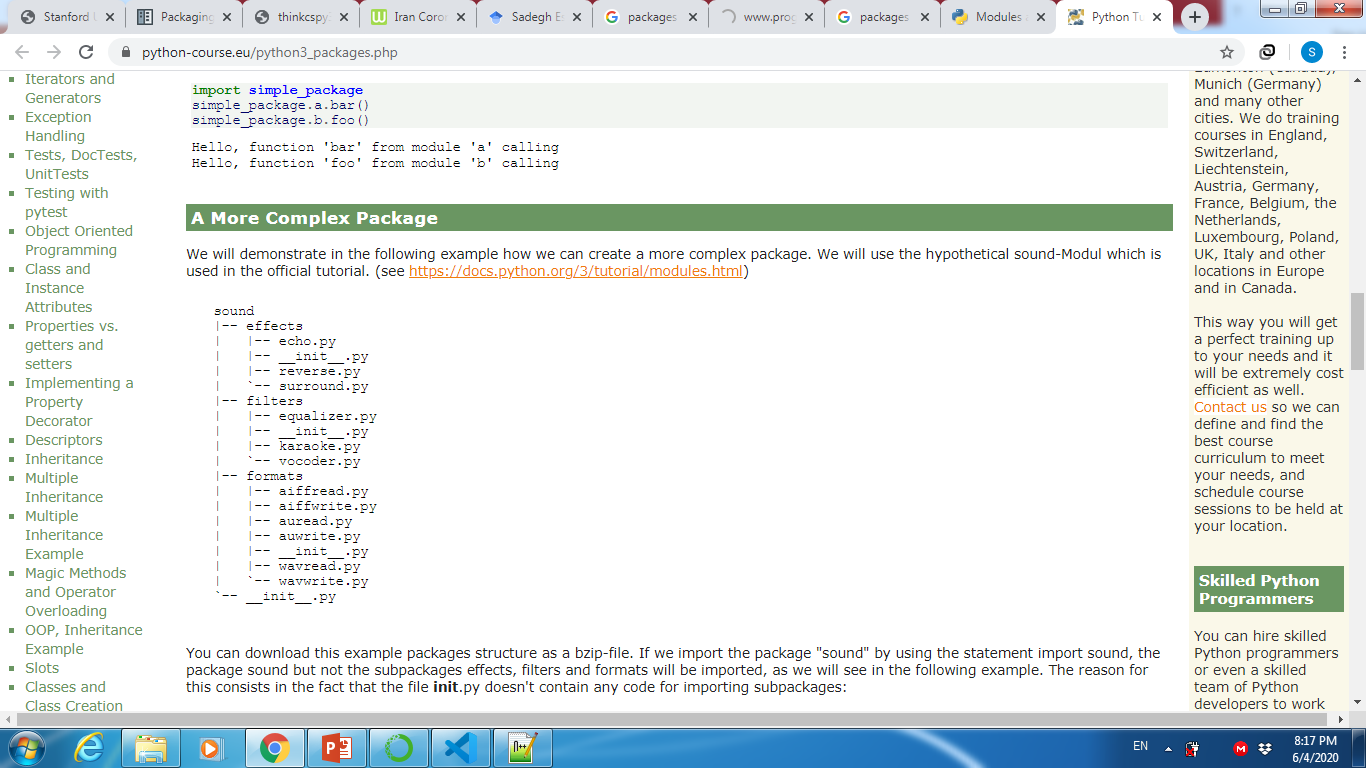 Stanford U
Packaging
thinkcspy
Iran Coron
Sadegh Es
packages
www.prog
packages
Modules
Python Tu
python-course.eu/python3_packages.php
S
Iterators and
Generators
Exception
Handling
Tests, DocTests,
UnitTests
Testing with
pytest
Object Oriented
Programming
Class and
Instance
Attributes
Properties vs.
getters and
setters
Implementing a
Property
Decorator
Descriptors
Inheritance
Multiple
Inheritance
Multiple
Inheritance
Example
Magic Methods
and Operator
Overloading
OOP, Inheritance
Example
Slots
Classes and
Class Creation
import simple_package
simple_package.a.bar()
simple_package.b.foo()
Hello, function 'bar' from module 'a' calling
Hello, function 'foo' from module 'b' calling
A More Complex Package
We will demonstrate in the following example how we can create a more complex package. We will use the hypothetical sound-Modul which is
used in the official tutorial. (see https://docs.python.org/3/tutorial/modules.html)
sound
|-- effects
|   |-- echo.py
|   |-- __init__.py
|   |-- reverse.py
|   `-- surround.py
|-- filters
|   |-- equalizer.py
|   |-- __init__.py
|   |-- karaoke.py
|   `-- vocoder.py
|-- formats
|   |-- aiffread.py
|   |-- aiffwrite.py
|   |-- auread.py
|   |-- auwrite.py
|   |-- __init__.py
|   |-- wavread.py
|   `-- wavwrite.py
`-- __init__.py
You can download this example packages structure as a bzip-file. If we import the package "sound" by using the statement import sound, the
package sound but not the subpackages effects, filters and formats will be imported, as we will see in the following example. The reason for
this consists in the fact that the file init.py doesn't contain any code for importing subpackages:
Edmonton (Canada),
Munich (Germany)
and many other
cities. We do training
courses in England,
Switzerland,
Liechtenstein,
Austria, Germany,
France, Belgium, the
Netherlands,
Luxembourg, Poland,
UK, Italy and other
locations in Europe
and in Canada.
This way you will get
a perfect training up
to your needs and it
will be extremely cost
efficient as well.
Contact us so we can
define and find the
best course
curriculum to meet
your needs, and
schedule course
sessions to be held at
your location.
Skilled Python
Programmers
You can hire skilled
Python programmers
or even a skilled
team of Python
developers to work
EN
8:17 PM
6/4/2020